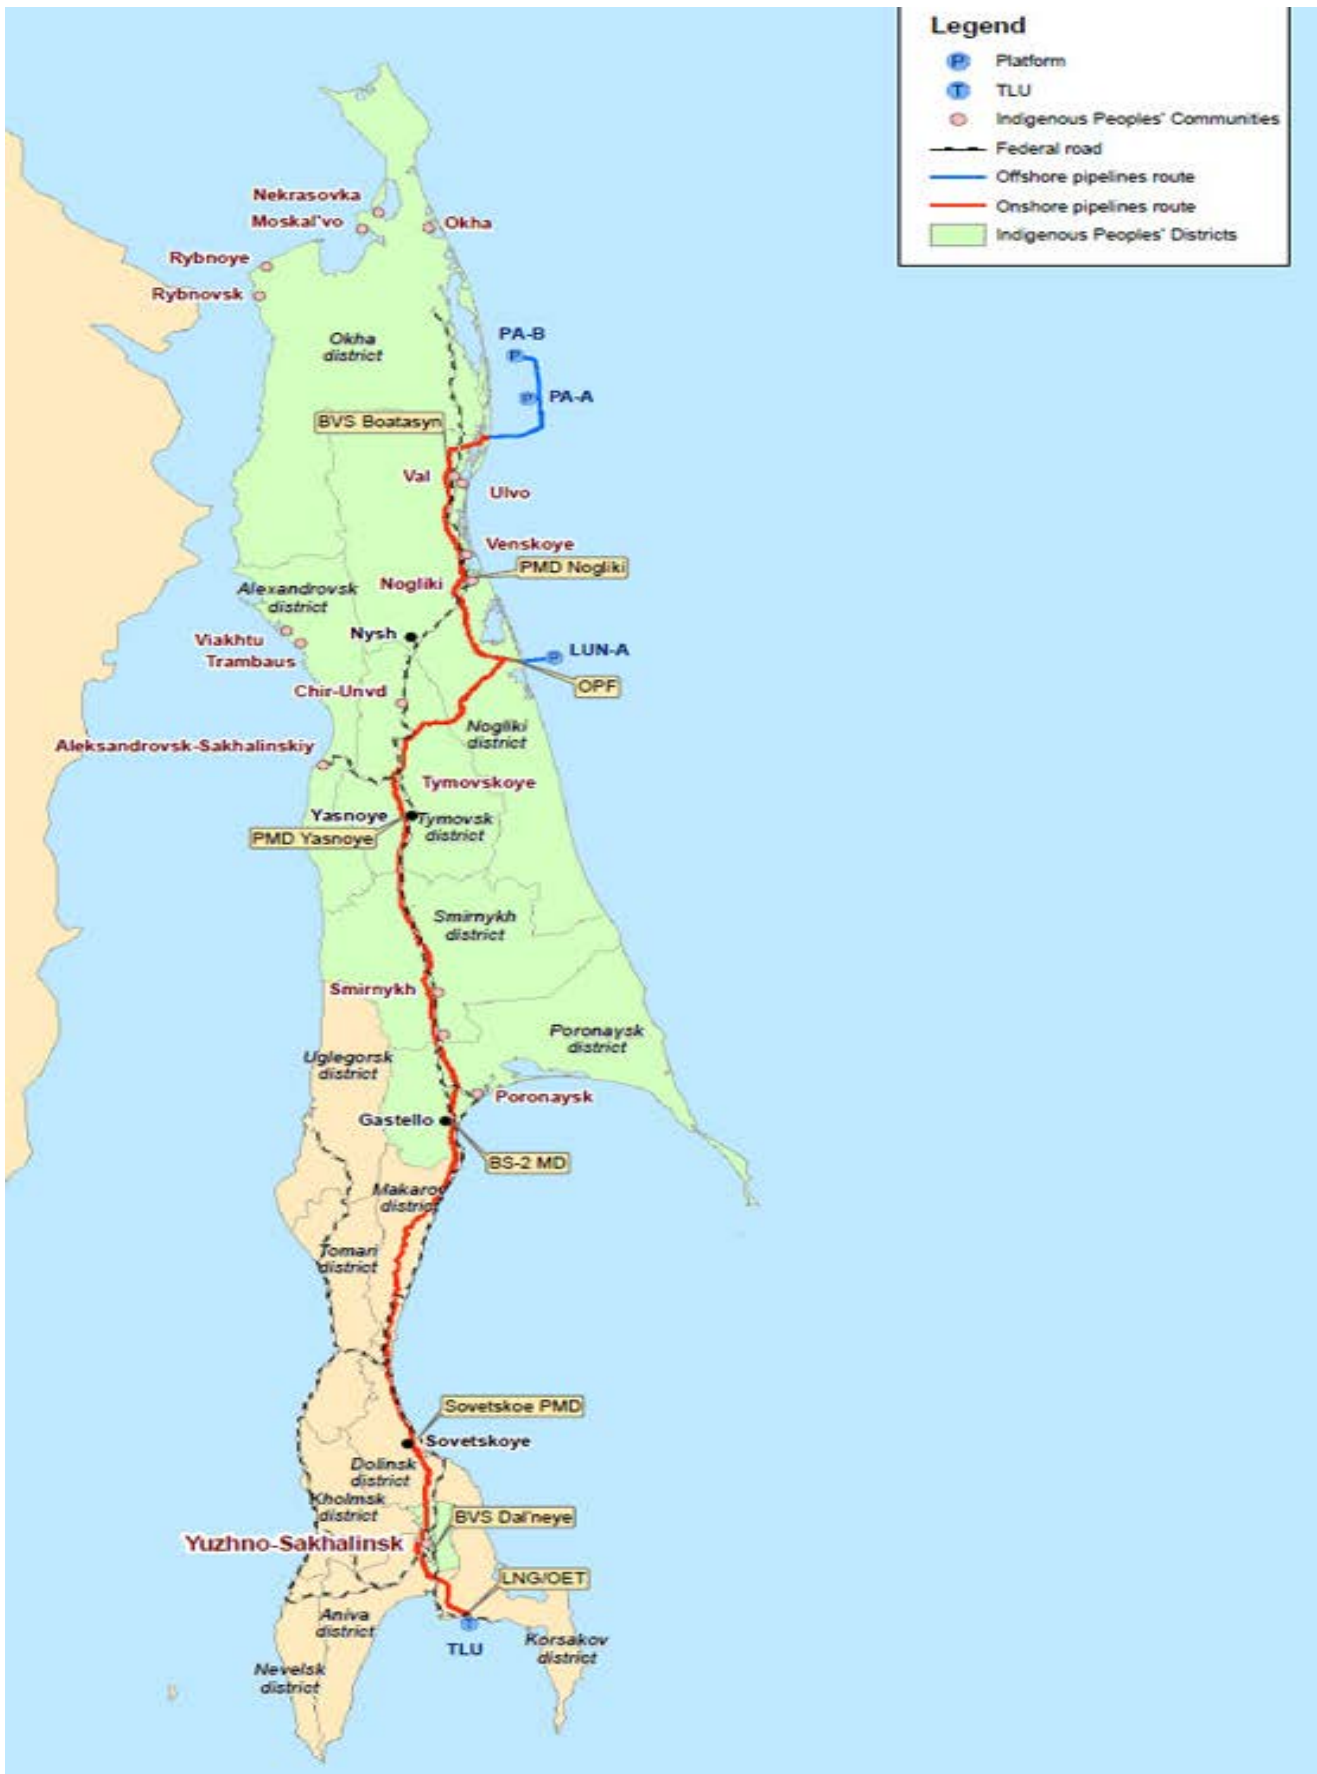 Legend
P Platform
T TLU
Indigenous Peoples' Communities
Federal road
Offshore pipelines route
Onshore pipelines route
Indigenous Peoples' Districts
Nekrasovka
Moskal'vo
Okha
Rybnoye
Rybnovsk
Okha
district
PA-B
P
PA-A
P
BVS Boatasyn
Val
Ulvo
Venskoye
PMD Nogliki
Nogliki
Alexandrovsk
district
Nysh
Viakhtu
Trambaus
LUN-A
P
OPF
Chir-Unvd
Nogliki
district
Aleksandrovsk-Sakhalinskiy
Tymovskoye
Yasnoye
Tymovsk
district
PMD Yasnoye
Smirnykh
district
Smirnykh
Poronaysk
district
Uglegorsk
district
Poronaysk
Gastello
BS-2 MD
Makarov
district
Tomari
district
Sovetskoe PMD
Sovetskoye
Dolinsk
district
Kholmsk
district
BVS Dal'neye
Yuzhno-Sakhalinsk
LNG/OET
Aniva
district
T
TLU
Korsakov
district
Nevelsk
district